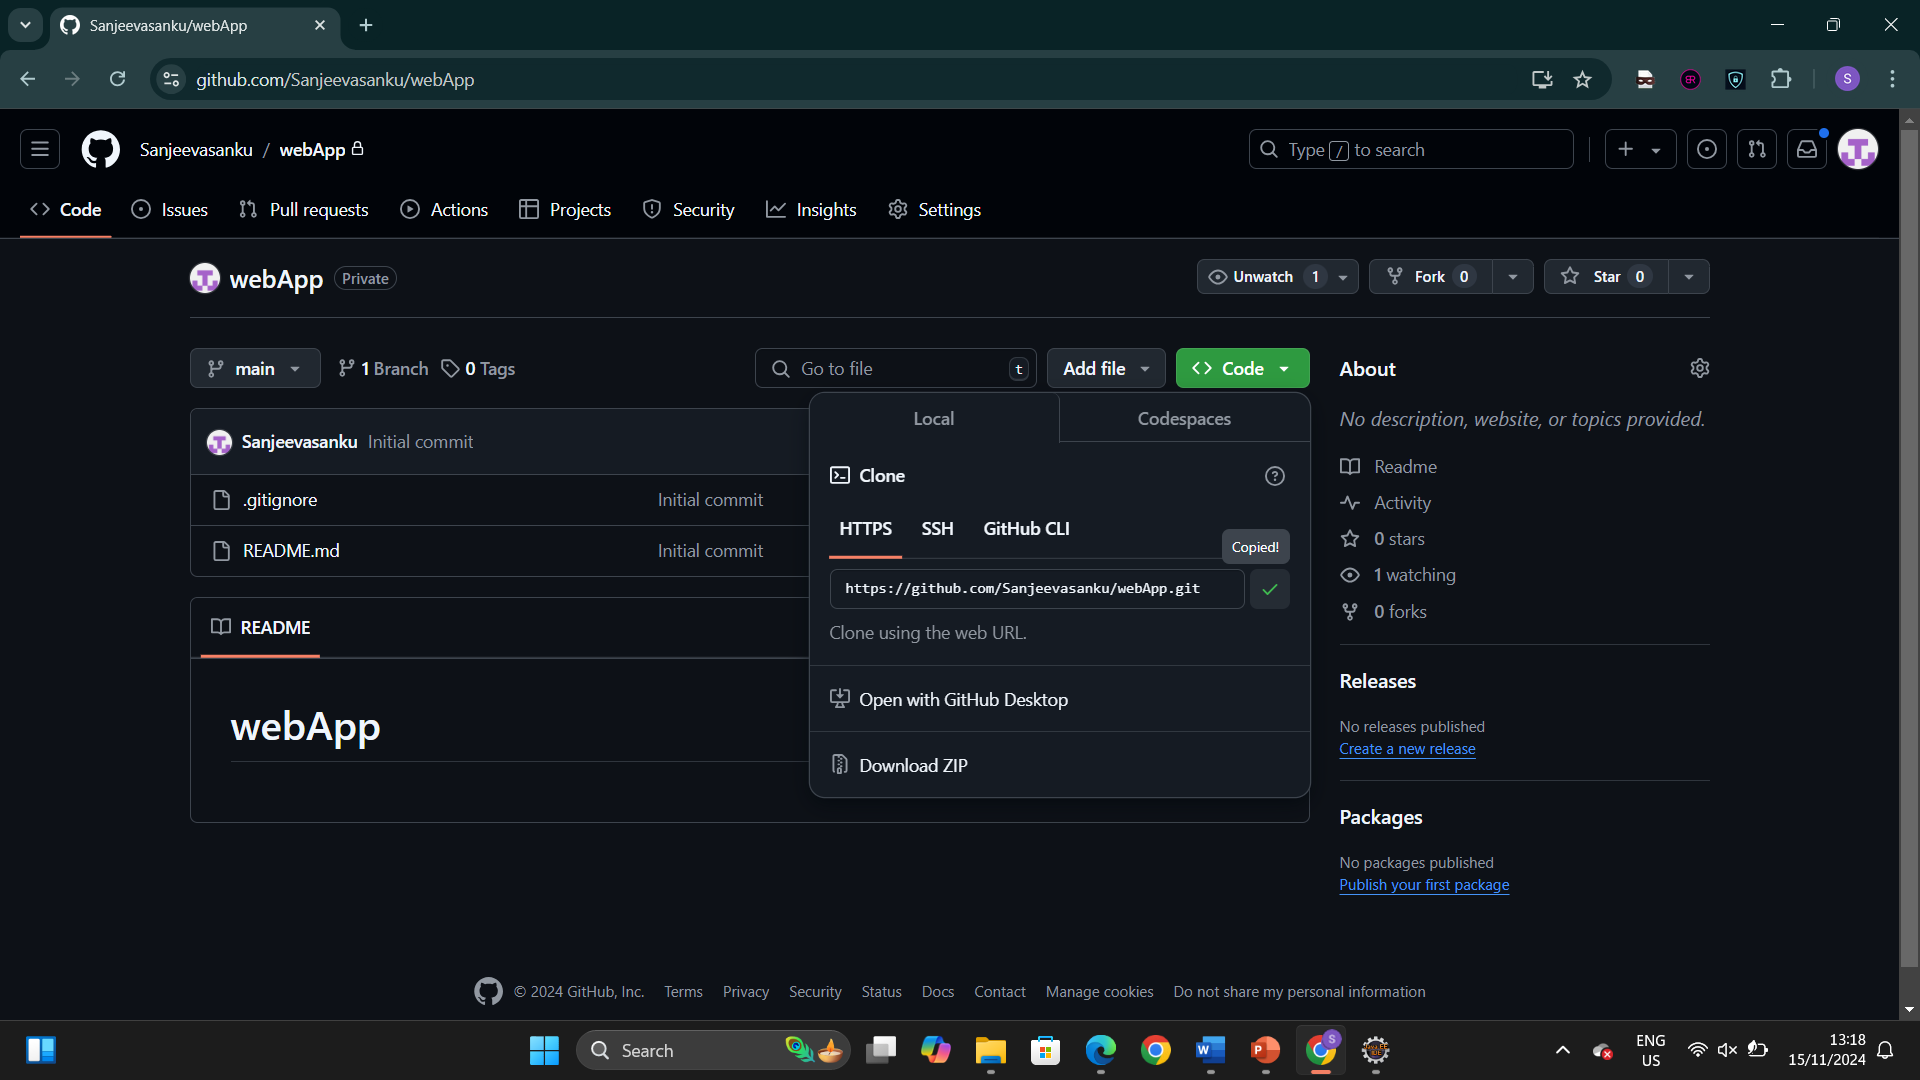 Sanjeevasanku/webApp
github.com/Sanjeevasanku/webApp
S
Sanjeevasanku / webApp
Type / to search
Code Issues Pull requests Actions Projects Security Insights Settings
webApp Private
Unwatch 1 Fork 0 Star 0
main 1 Branch 0 Tags
Go to file t Add file Code
Sanjeevasanku Initial commit
.gitignore Initial commit
README.md Initial commit
README
webApp
Local Codespaces
Clone
HTTPS SSH GitHub CLI
Copied!
https://github.com/Sanjeevasanku/webApp.git
Clone using the web URL.
Open with GitHub Desktop
Download ZIP
About
No description, website, or topics provided.
Readme
Activity
0 stars
1 watching
0 forks
Releases
No releases published
Create a new release
Packages
No packages published
Publish your first package
© 2024 GitHub, Inc. Terms Privacy Security Status Docs Contact Manage cookies Do not share my personal information
Search
ENG
US
13:18
15/11/2024